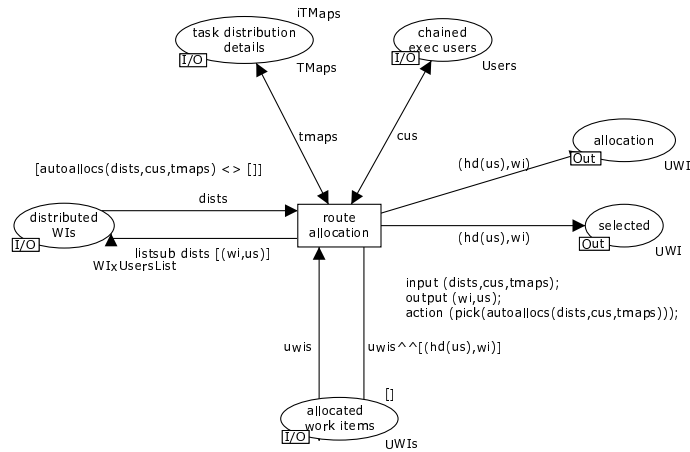 iTMaps
task distribution
details
I/O
TMaps
chained
exec users
I/O
Users
tmaps
cus
allocation
Out
UWI
(hd(us),wi)
[autoallocs(dists,cus,tmaps) <> []]
dists
distributed
WIs
I/O
route
allocation
selected
Out
UWI
(hd(us),wi)
listsub dists [(wi,us)]
WIxUsersList
input (dists,cus,tmaps);
output (wi,us);
action (pick(autoallocs(dists,cus,tmaps)));
uwis
uwis^^[(hd(us),wi)]
[]
allocated
work items
I/O
UWIs